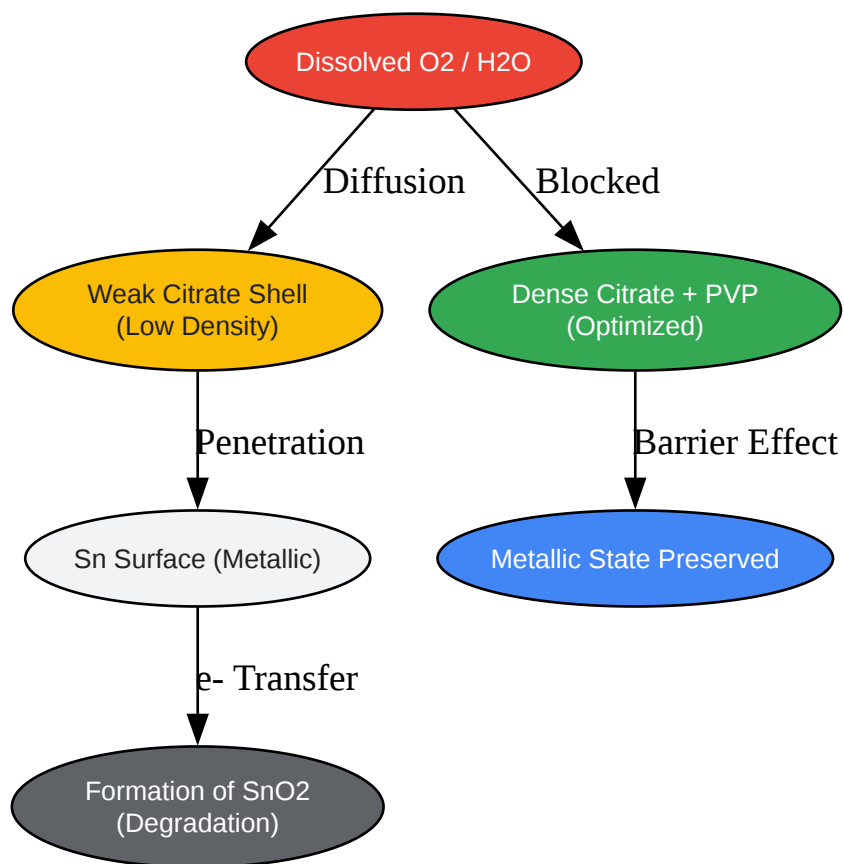 Dissolved O2 / H2O
Diffusion
Blocked
Weak Citrate Shell
(Low Density)
Dense Citrate + PVP
(Optimized)
Penetration
Barrier Effect
Sn Surface (Metallic)
Metallic State Preserved
e- Transfer
Formation of SnO2
(Degradation)